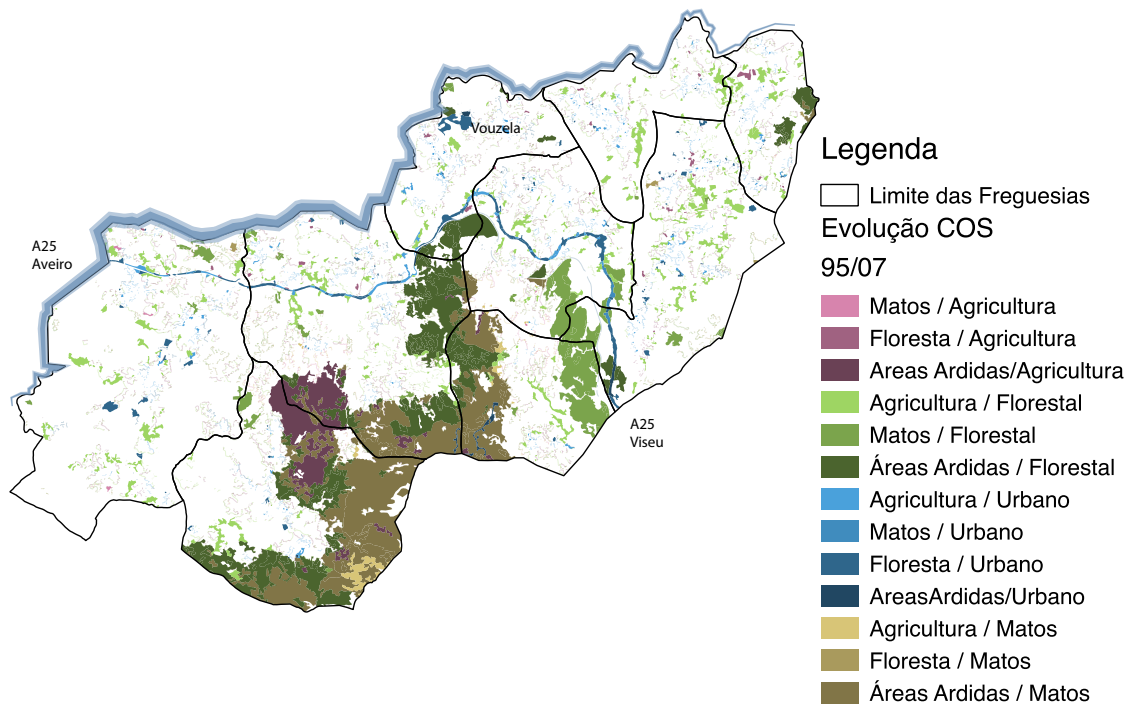 Vouzela
A25
Aveiro
A25
Viseu
Legenda
Limite das Freguesias
Evolução COS
95/07
Matos / Agricultura
Floresta / Agricultura
Areas Ardidas/Agricultura
Agricultura / Florestal
Matos / Florestal
Áreas Ardidas / Florestal
Agricultura / Urbano
Matos / Urbano
Floresta / Urbano
AreasArdidas/Urbano
Agricultura / Matos
Floresta / Matos
Áreas Ardidas / Matos